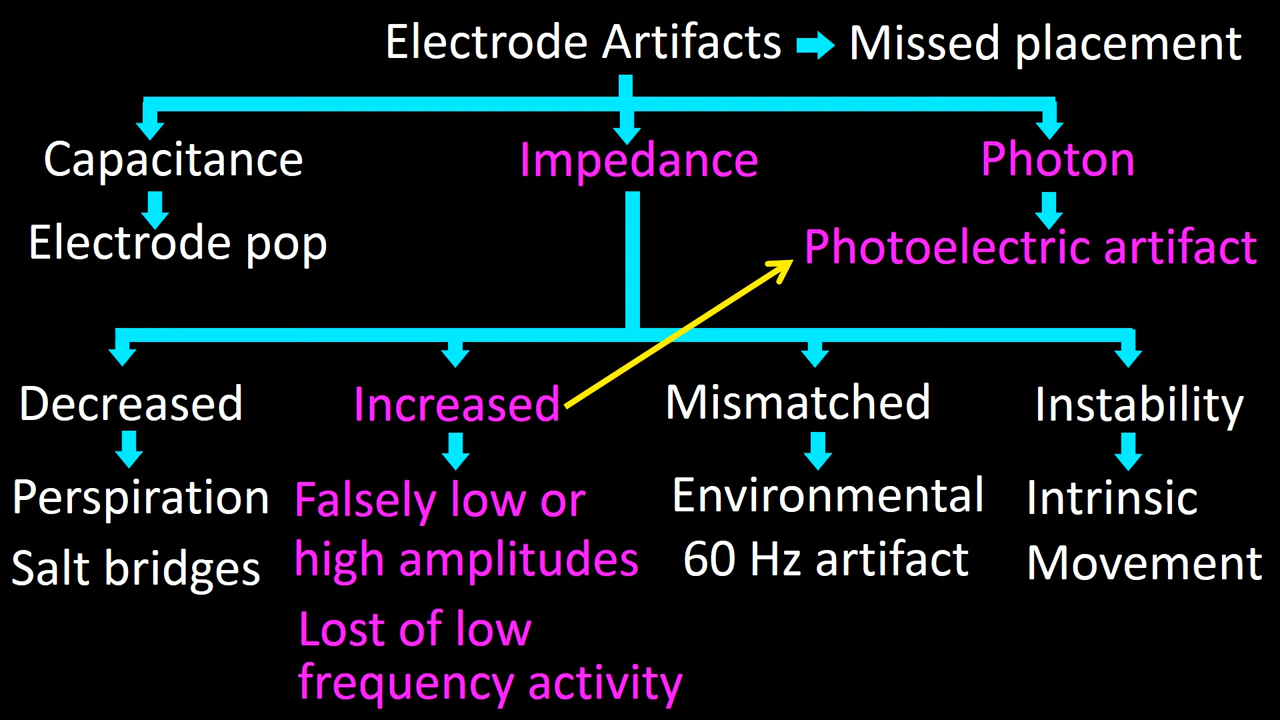 Electrode Artifacts
Missed placement
Capacitance
Impedance
Photon
Electrode pop
Photoelectric artifact
Decreased
Increased
Mismatched
Instability
Perspiration
Salt bridges
Falsely low or
high amplitudes
Lost of low
frequency activity
Environmental
60 Hz artifact
Intrinsic
Movement